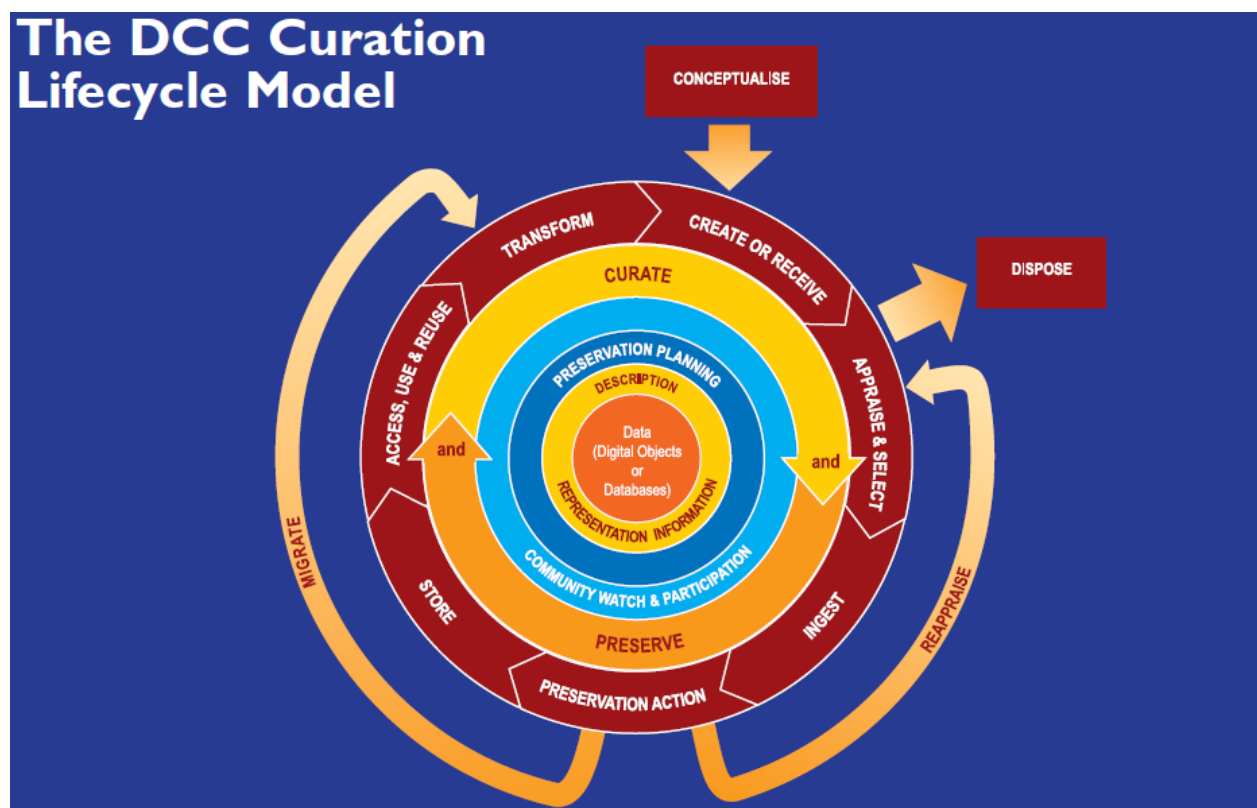 The DCC Curation
Lifecycle Model
CONCEPTUALISE
DISPOSE
TRANSFORM
CREATE OR RECEIVE
APPRAISE & SELECT
INGEST
PRESERVATION ACTION
STORE
ACCESS, USE & REUSE
MIGRATE
REAPPRAISE
CURATE
and
PRESERVE
and
COMMUNITY WATCH & PARTICIPATION
PRESERVATION PLANNING
DESCRIPTION
REPRESENTATION INFORMATION
Data
(Digital Objects
or
Databases)